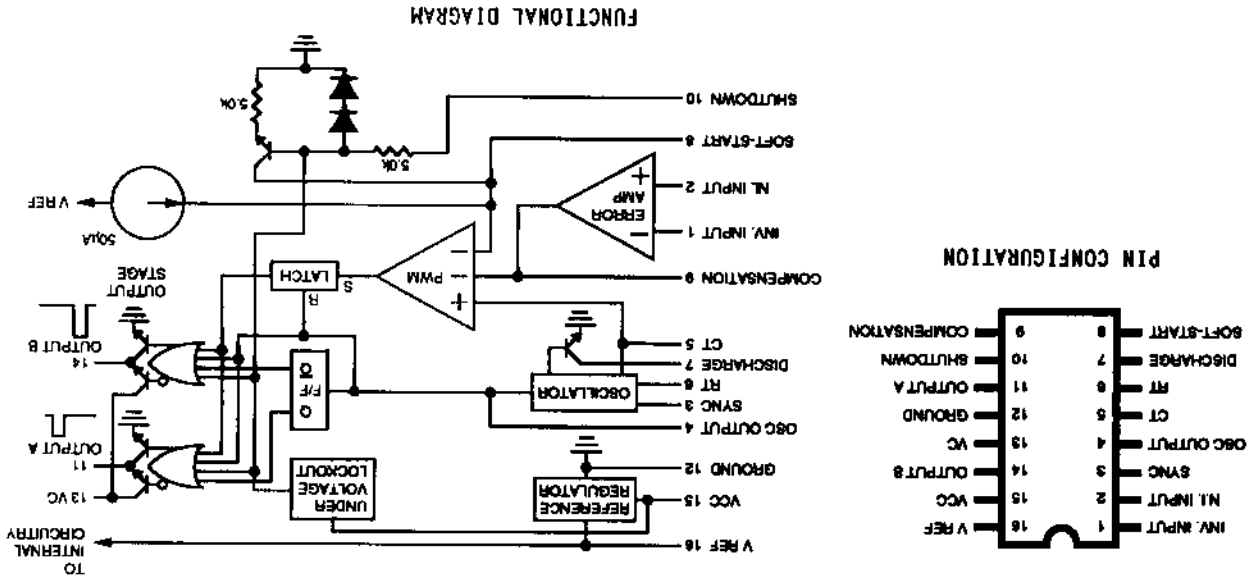 INV. INPUT 1 16 V REF
N.I. INPUT 2 15 VCC
SYNC 3 14 OUTPUT B
OSC OUTPUT 4 13 VC
CT 5 12 GROUND
RT 6 11 OUTPUT A
DISCHARGE 7 10 SHUTDOWN
SOFT-START 8 9 COMPENSATION
PIN CONFIGURATION
V REF 16
TO
INTERNAL
CIRCUITRY
VCC 15
REFERENCE
REGULATOR
UNDER
VOLTAGE
LOCKOUT
13 VC
GROUND 12
11
OUTPUT A
OSC OUTPUT 4
SYNC 3
RT 6
OSCILLATOR
DISCHARGE 7
CT 5
F/F
Q
Q̅
14
OUTPUT B
COMPENSATION 9
+
−
−
PWM
R
S
LATCH
OUTPUT
STAGE
INV. INPUT 1
NI. INPUT 2
−
+
ERROR
AMP
50µA
V REF
SOFT-START 8
SHUTDOWN 10
5.0k
5.0k
FUNCTIONAL DIAGRAM